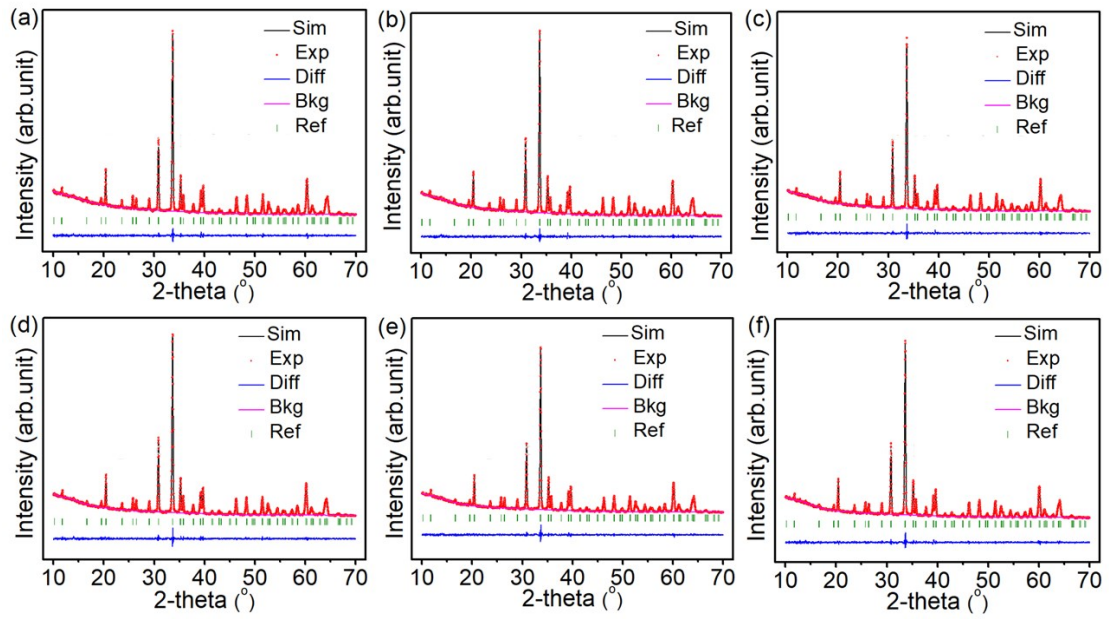 (a)
Sim
Exp
Diff
Bkg
Ref
Intensity (arb.unit)
10 20 30 40 50 60 70
2-theta (°)
(b)
Sim
Exp
Diff
Bkg
Ref
Intensity (arb.unit)
10 20 30 40 50 60 70
2-theta (°)
(c)
Sim
Exp
Diff
Bkg
Ref
Intensity (arb.unit)
10 20 30 40 50 60 70
2-theta (°)
(d)
Sim
Exp
Diff
Bkg
Ref
Intensity (arb.unit)
10 20 30 40 50 60 70
2-theta (°)
(e)
Sim
Exp
Diff
Bkg
Ref
Intensity (arb.unit)
10 20 30 40 50 60 70
2-theta (°)
(f)
Sim
Exp
Diff
Bkg
Ref
Intensity (arb.unit)
10 20 30 40 50 60 70
2-theta (°)